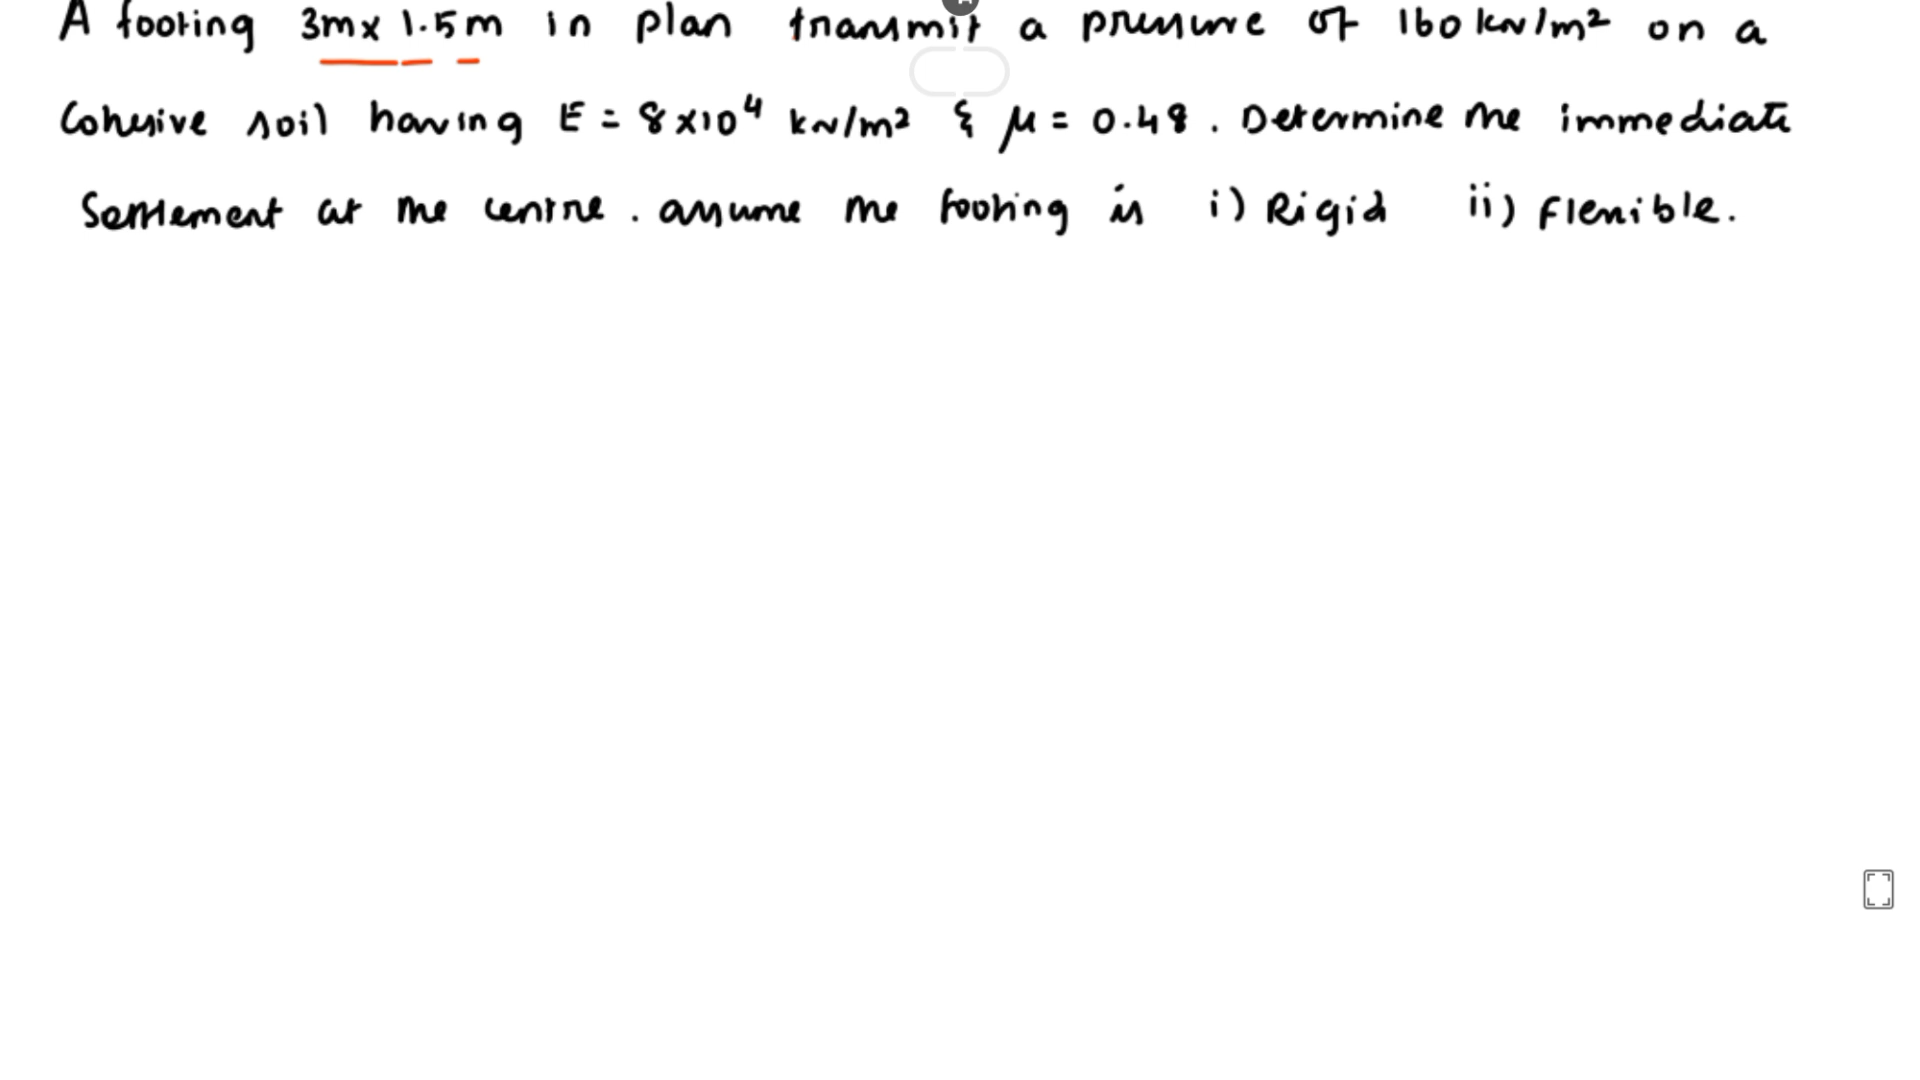 A footing 3m x 1.5m in plan transmit a pressure of 160 kN/m² on a
Cohesive soil having E = 8x10⁴ kN/m² & μ = 0.48. Determine the immediate
Settlement at the centre. assume the footing is i) Rigid ii) Flexible.